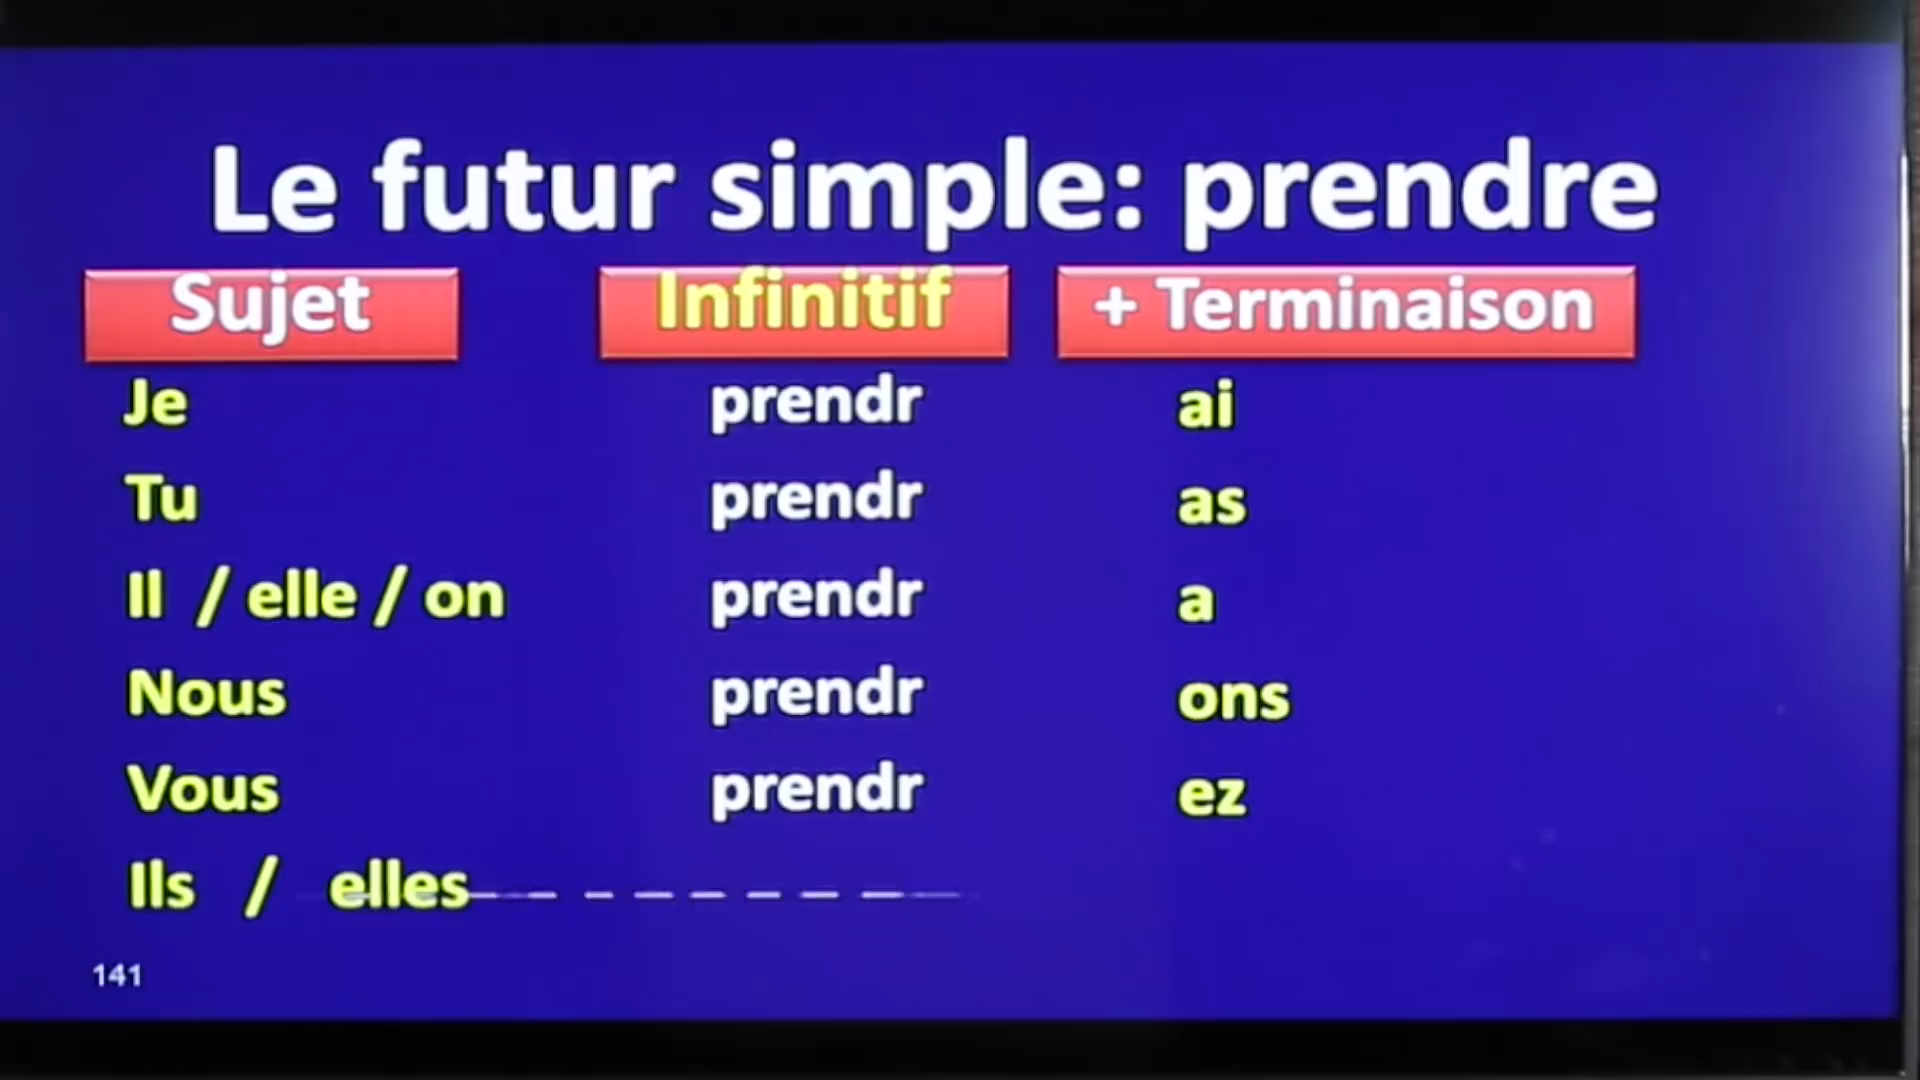 Le futur simple: prendre
Sujet Infinitif + Terminaison
Je prendr ai
Tu prendr as
Il / elle / on prendr a
Nous prendr ons
Vous prendr ez
Ils / elles
141